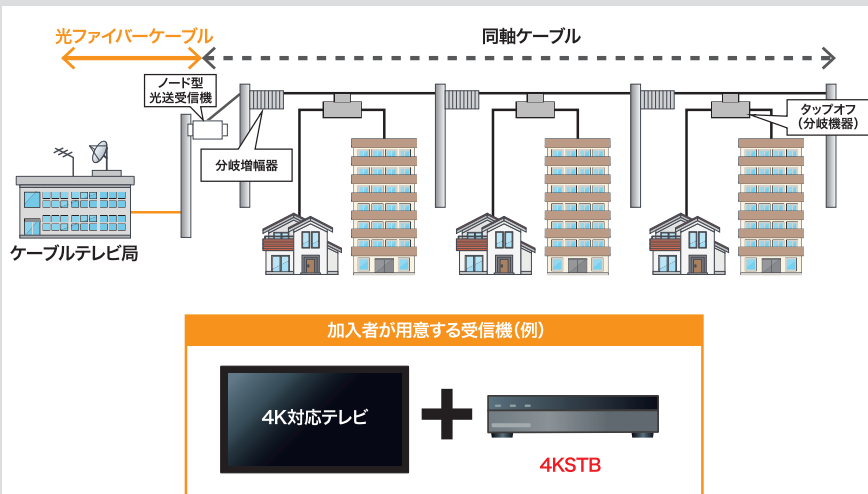 光ファイバーケーブル
同軸ケーブル
ノード型
光送受信機
タップオフ
(分岐機器)
分岐増幅器
ケーブルテレビ局
加入者が用意する受信機(例)
4K対応テレビ
4KSTB